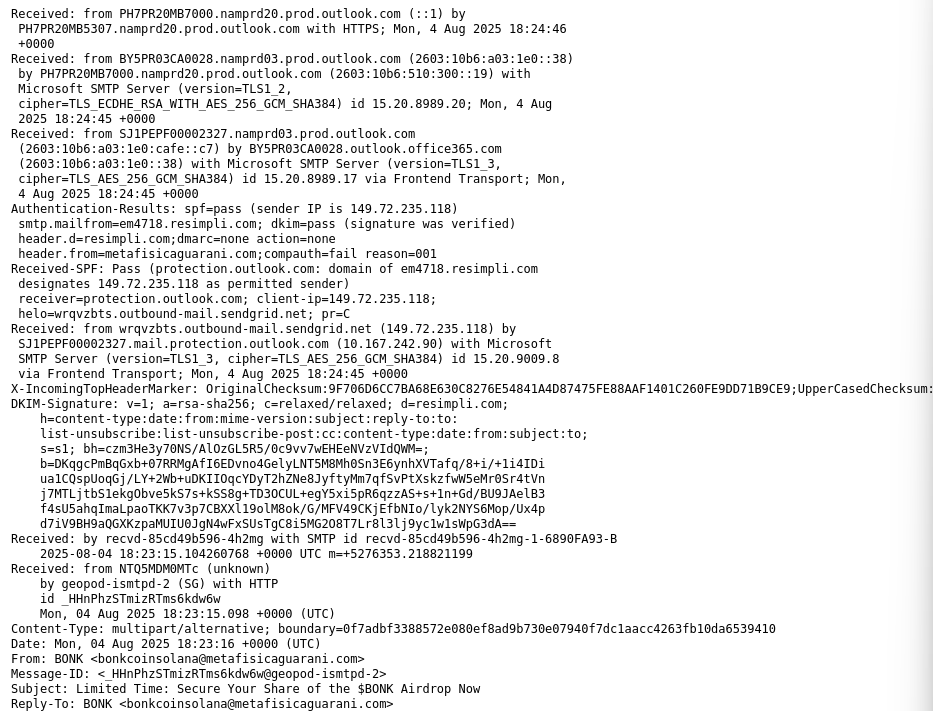 Received: from PH7PR20MB7000.namprd20.prod.outlook.com (::1) by
PH7PR20MB5307.namprd20.prod.outlook.com with HTTPS; Mon, 4 Aug 2025 18:24:46
+0000
Received: from BY5PR03CA0028.namprd03.prod.outlook.com (2603:10b6:a03:1e0::38)
by PH7PR20MB7000.namprd20.prod.outlook.com (2603:10b6:510:300::19) with
Microsoft SMTP Server (version=TLS1_2,
cipher=TLS_ECDHE_RSA_WITH_AES_256_GCM_SHA384) id 15.20.8989.20; Mon, 4 Aug
2025 18:24:45 +0000
Received: from SJ1PEPF00002327.namprd03.prod.outlook.com
(2603:10b6:a03:1e0:cafe::c7) by BY5PR03CA0028.outlook.office365.com
(2603:10b6:a03:1e0::38) with Microsoft SMTP Server (version=TLS1_3,
cipher=TLS_AES_256_GCM_SHA384) id 15.20.8989.17 via Frontend Transport; Mon,
4 Aug 2025 18:24:45 +0000
Authentication-Results: spf=pass (sender IP is 149.72.235.118)
smtp.mailfrom=em4718.resimpli.com; dkim=pass (signature was verified)
header.d=resimpli.com;dmarc=none action=none
header.from=metafisicaguarani.com;compauth=fail reason=001
Received-SPF: Pass (protection.outlook.com: domain of em4718.resimpli.com
designates 149.72.235.118 as permitted sender)
receiver=protection.outlook.com; client-ip=149.72.235.118;
helo=wrqvzbts.outbound-mail.sendgrid.net; pr=C
Received: from wrqvzbts.outbound-mail.sendgrid.net (149.72.235.118) by
SJ1PEPF00002327.mail.protection.outlook.com (10.167.242.90) with Microsoft
SMTP Server (version=TLS1_3, cipher=TLS_AES_256_GCM_SHA384) id 15.20.9009.8
via Frontend Transport; Mon, 4 Aug 2025 18:24:45 +0000
X-IncomingTopHeaderMarker: OriginalChecksum:9F706D6CC7BA68E630C8276E54841A4D87475FE88AAF1401C260FE9DD71B9CE9;UpperCasedChecksum:
DKIM-Signature: v=1; a=rsa-sha256; c=relaxed/relaxed; d=resimpli.com;
h=content-type:date:from:mime-version:subject:reply-to:to:
list-unsubscribe:list-unsubscribe-post:cc:content-type:date:from:subject:to;
s=s1; bh=czm3He3y70NS/AlOzGL5R5/0c9vv7wEHEeNVzVIdQWM=;
b=DKqgcPmBqGxb+07RRMgAfI6EDvno4GelyLNT5M8Mh0Sn3E6ynhXVTafq/8+i/+1i4IDi
ua1CQspUoqGj/LY+2Wb+uDKIIOqcYDyT2hZNe8JyftyMm7qfSvPtXskzfwW5eMr0Sr4tVn
j7MTLjtbS1ekgObve5kS7s+kSS8g+TD3OCUL+egY5xi5pR6qzzAS+s+1n+Gd/BU9JAelB3
f4sU5ahqImaLpaoTKK7v3p7CBXXl19olM8ok/G/MFV49CKjEfbNIo/lyk2NYS6Mop/Ux4p
d7iV9BH9aQGXKzpaMUIU0JgN4wFxSUsTgC8i5MG2O8T7Lr8l3lj9yc1w1sWpG3dA==
Received: by recvd-85cd49b596-4h2mg with SMTP id recvd-85cd49b596-4h2mg-1-6890FA93-B
2025-08-04 18:23:15.104260768 +0000 UTC m=+5276353.218821199
Received: from NTQ5MDM0MTc (unknown)
by geopod-ismtpd-2 (SG) with HTTP
id _HHnPhzSTmizRTms6kdw6w
Mon, 04 Aug 2025 18:23:15.098 +0000 (UTC)
Content-Type: multipart/alternative; boundary=0f7adbf3388572e080ef8ad9b730e07940f7dc1aacc4263fb10da6539410
Date: Mon, 04 Aug 2025 18:23:16 +0000 (UTC)
From: BONK <bonkcoinsolana@metafisicaguarani.com>
Message-ID: <_HHnPhzSTmizRTms6kdw6w@geopod-ismtpd-2>
Subject: Limited Time: Secure Your Share of the $BONK Airdrop Now
Reply-To: BONK <bonkcoinsolana@metafisicaguarani.com>